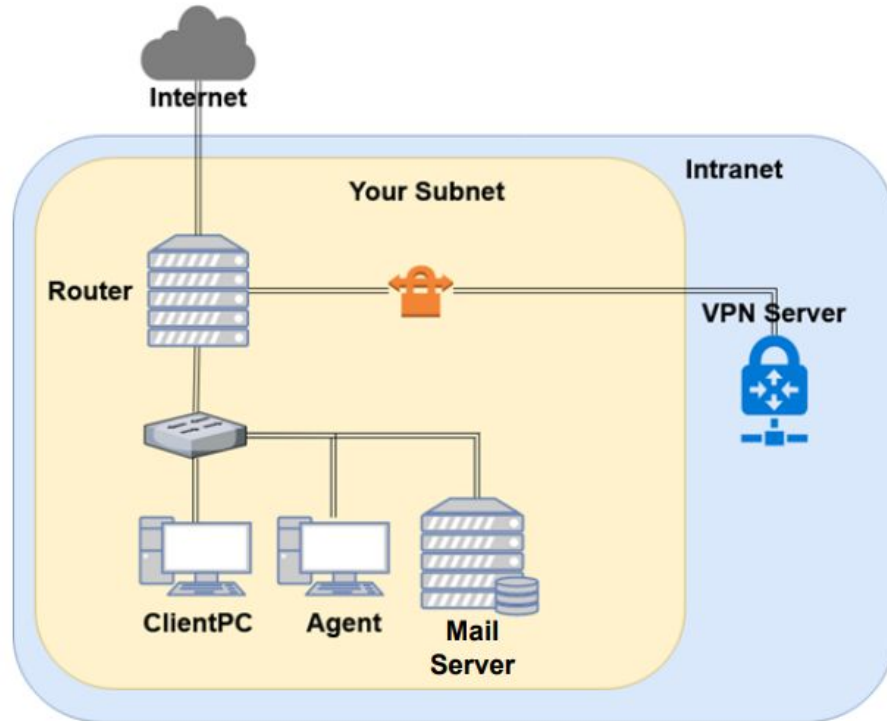 Internet
Intranet
Your Subnet
Router
VPN Server
ClientPC
Agent
Mail
Server